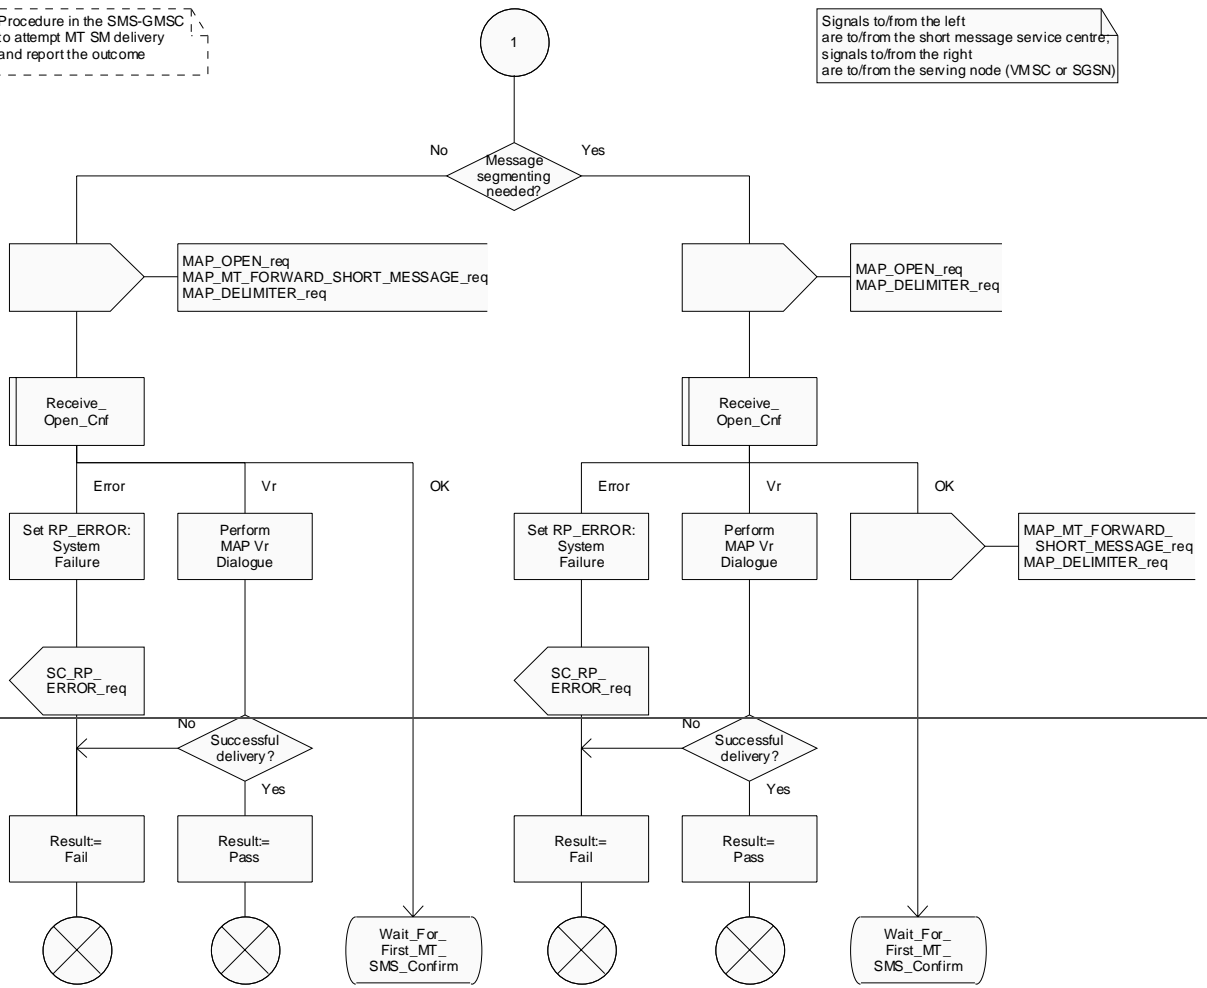 Procedure in the SMS-GMSC
to attempt MT SM delivery
and report the outcome
1
Signals to/from the left
are to/from the short message service centre;
signals to/from the right
are to/from the serving node (VMSC or SGSN)
No
Yes
Message
segmenting
needed?
MAP_OPEN_req
MAP_MT_FORWARD_SHORT_MESSAGE_req
MAP_DELIMITER_req
MAP_OPEN_req
MAP_DELIMITER_req
Receive_
Open_Cnf
Receive_
Open_Cnf
Error
Vr
OK
Error
Vr
OK
Set RP_ERROR:
System
Failure
Perform
MAP Vr
Dialogue
Set RP_ERROR:
System
Failure
Perform
MAP Vr
Dialogue
MAP_MT_FORWARD_
SHORT_MESSAGE_req
MAP_DELIMITER_req
SC_RP_
ERROR_req
SC_RP_
ERROR_req
No
Successful
delivery?
Yes
No
Successful
delivery?
Yes
Result:=
Fail
Result:=
Pass
Result:=
Fail
Result:=
Pass
Wait_For_
First_MT_
SMS_Confirm
Wait_For_
First_MT_
SMS_Confirm